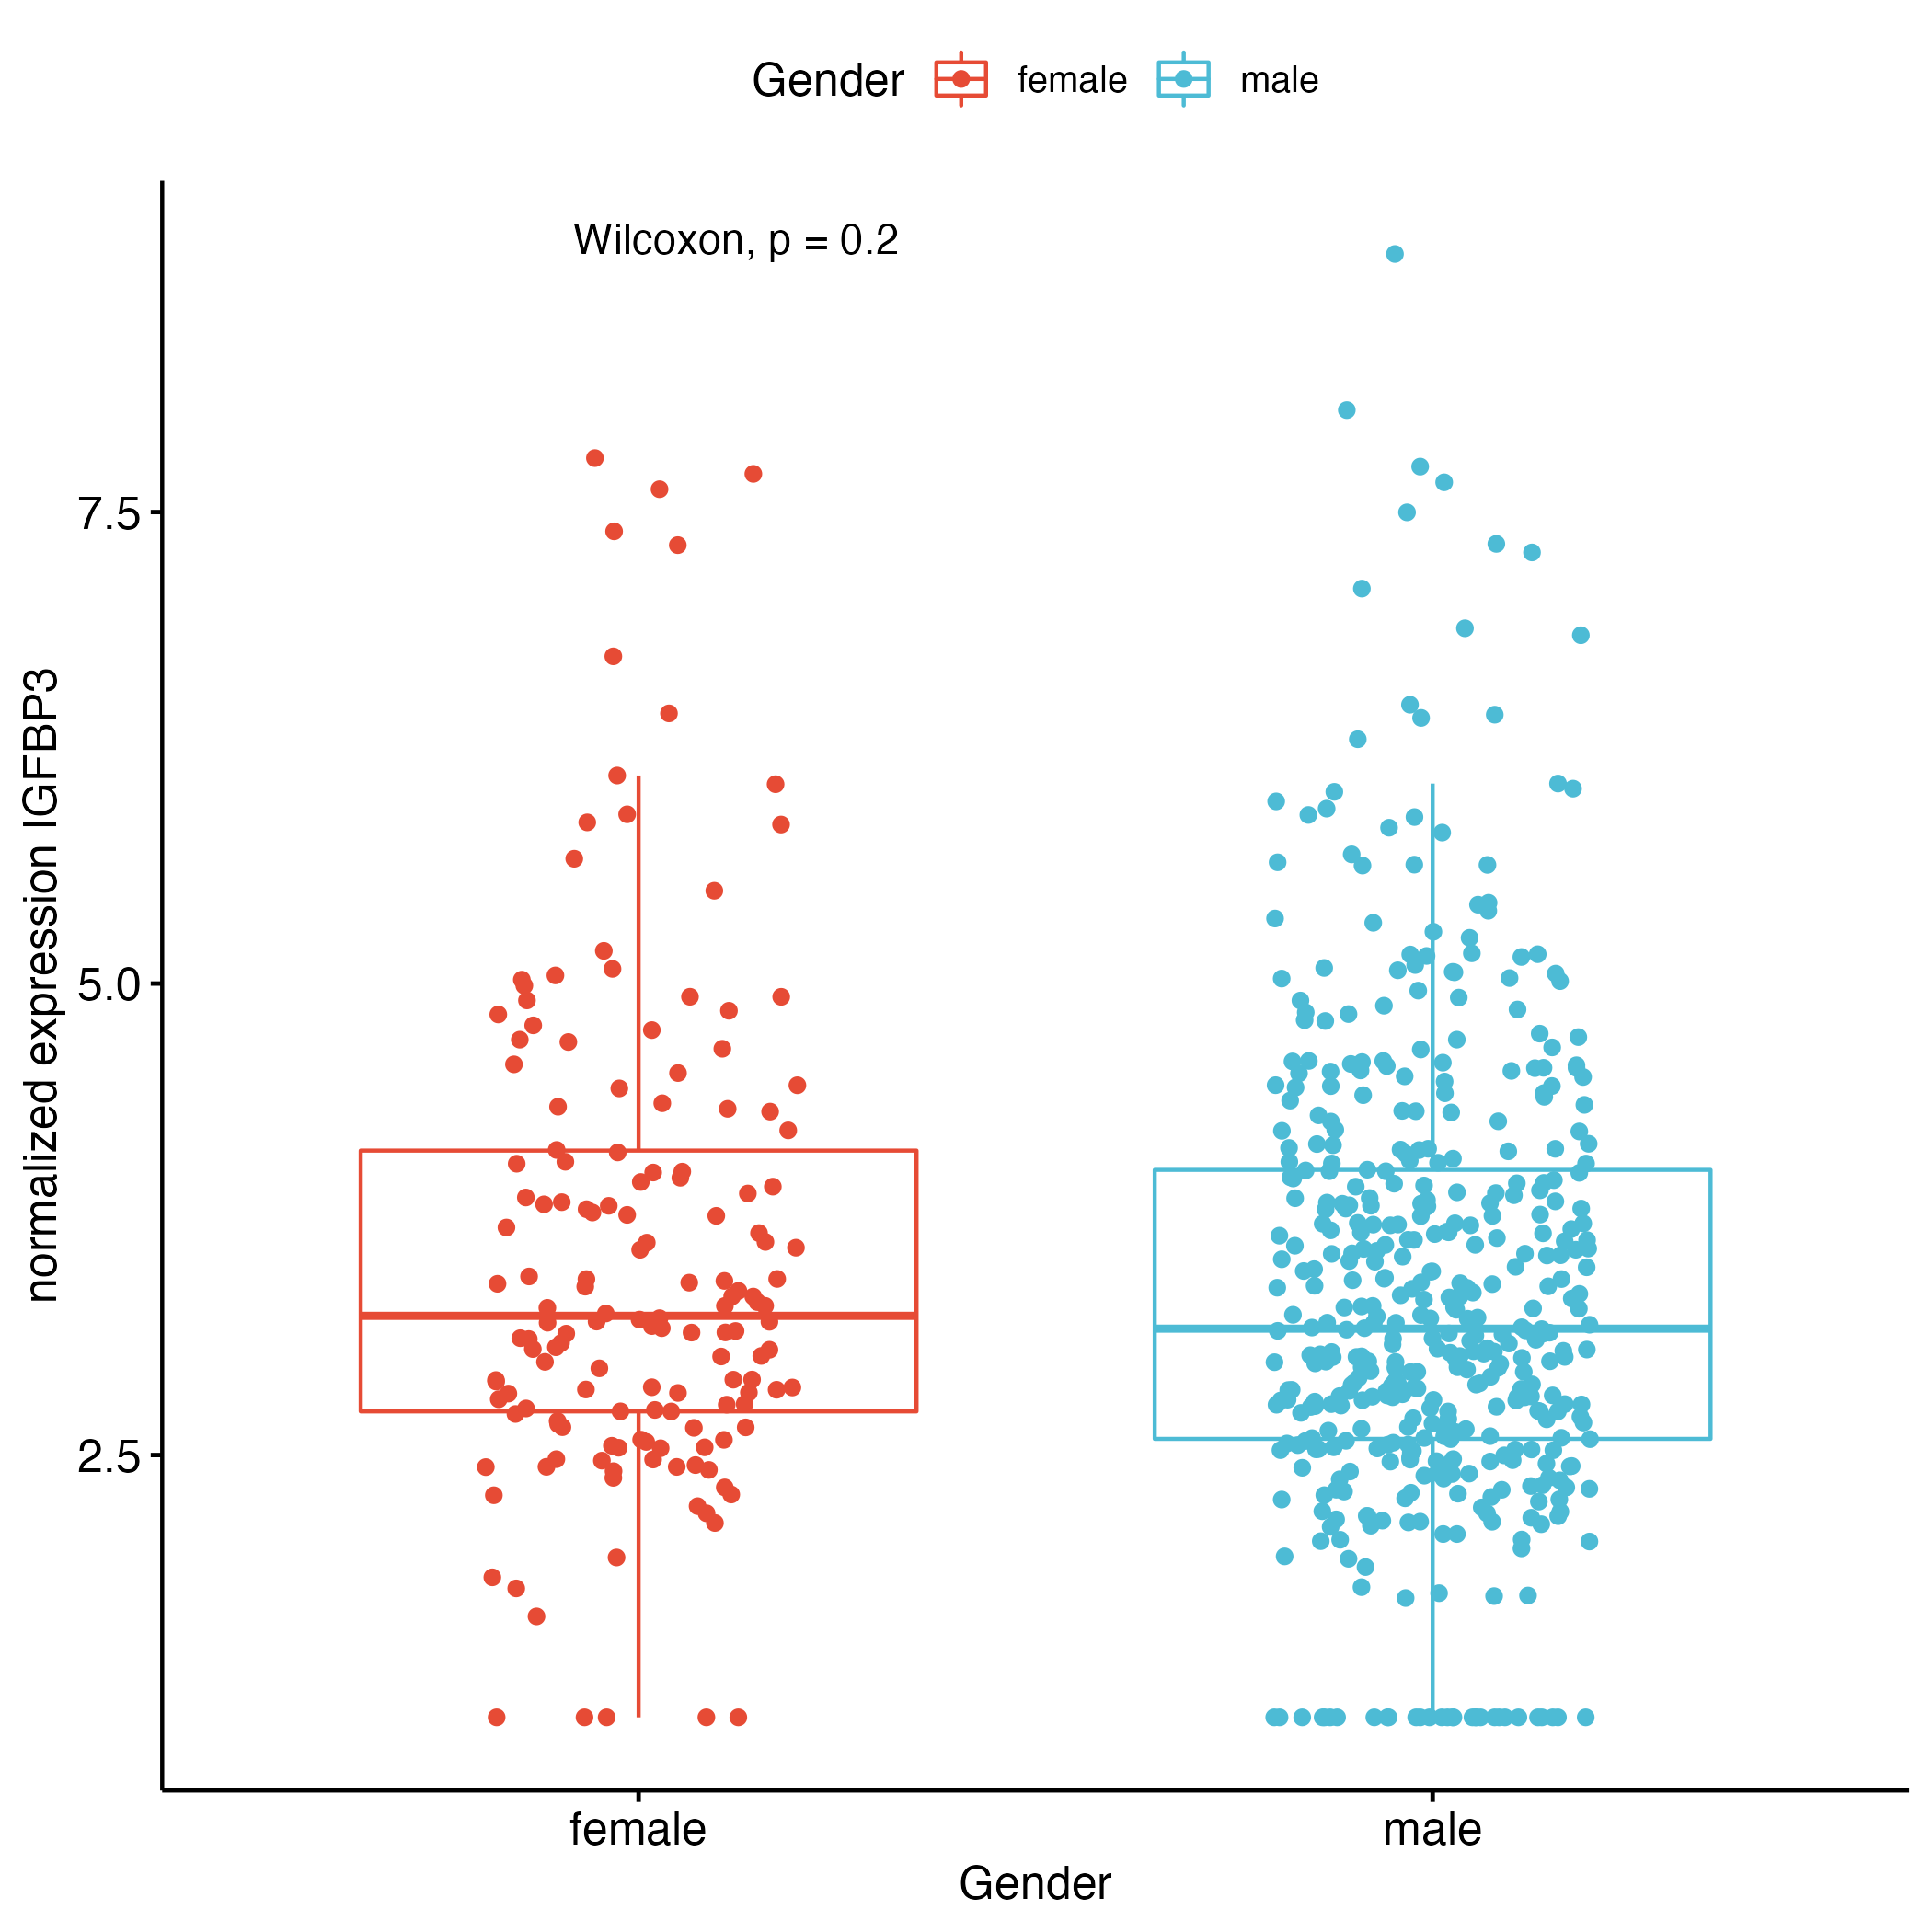 Gender female male
Wilcoxon, p = 0.2
normalized expression IGFBP3
7.5
5.0
2.5
female male
Gender